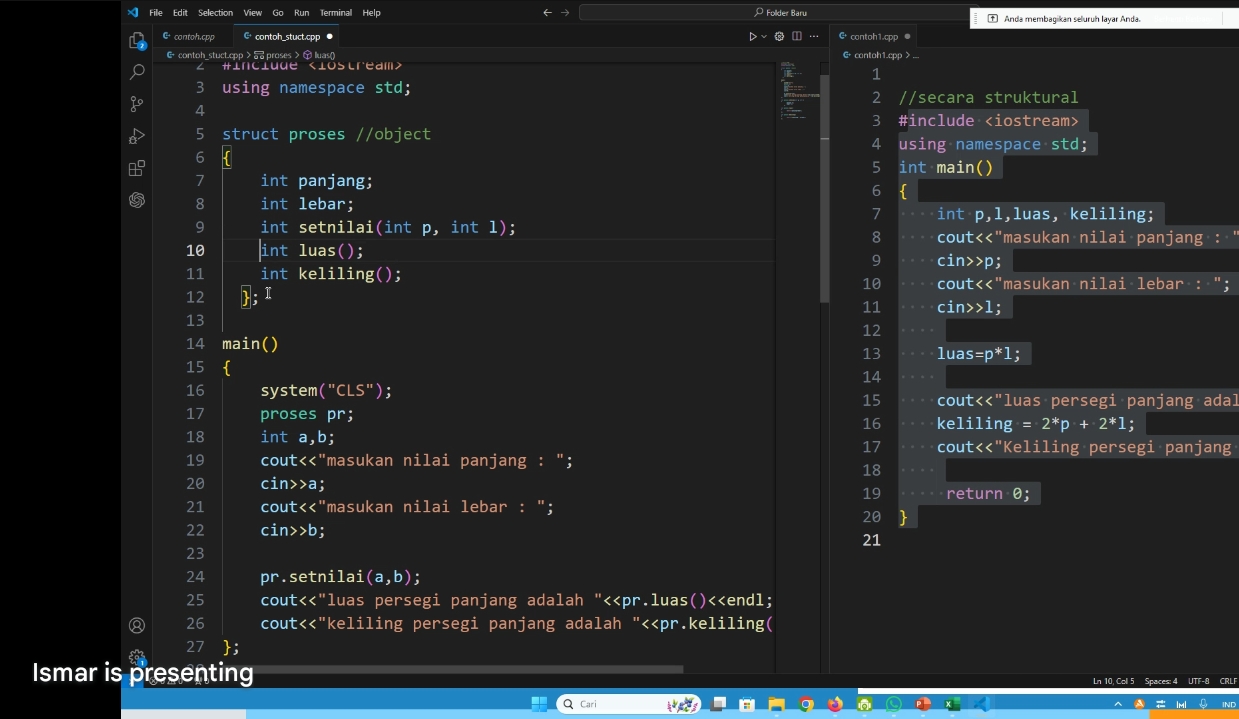 File Edit Selection View Go Run Terminal Help
Folder Baru
Anda membagikan seluruh layar Anda.
contoh.cpp
contoh_stuct.cpp
contoh1.cpp
contoh_stuct.cpp > proses > luas()
contoh1.cpp > ...
2 #include <iostream>
3 using namespace std;
4
5 struct proses //object
6 {
7 int panjang;
8 int lebar;
9 int setnilai(int p, int l);
10 int luas();
11 int keliling();
12 };
13
14 main()
15 {
16 system("CLS");
17 proses pr;
18 int a,b;
19 cout<<"masukan nilai panjang : ";
20 cin>>a;
21 cout<<"masukan nilai lebar : ";
22 cin>>b;
23
24 pr.setnilai(a,b);
25 cout<<"luas persegi panjang adalah "<<pr.luas()<<endl;
26 cout<<"keliling persegi panjang adalah "<<pr.keliling(
27 };
1
2 //secara struktural
3 #include <iostream>
4 using namespace std;
5 int main()
6 {
7 int p,l,luas, keliling;
8 cout<<"masukan nilai panjang : "
9 cin>>p;
10 cout<<"masukan nilai lebar : ";
11 cin>>l;
12
13 luas=p*l;
14
15 cout<<"luas persegi panjang adal
16 keliling = 2*p + 2*l;
17 cout<<"Keliling persegi panjang
18
19 return 0;
20 }
21
Ismar is presenting
Ln 10, Col 5 Spaces: 4 UTF-8 CRLF
Cari
IND